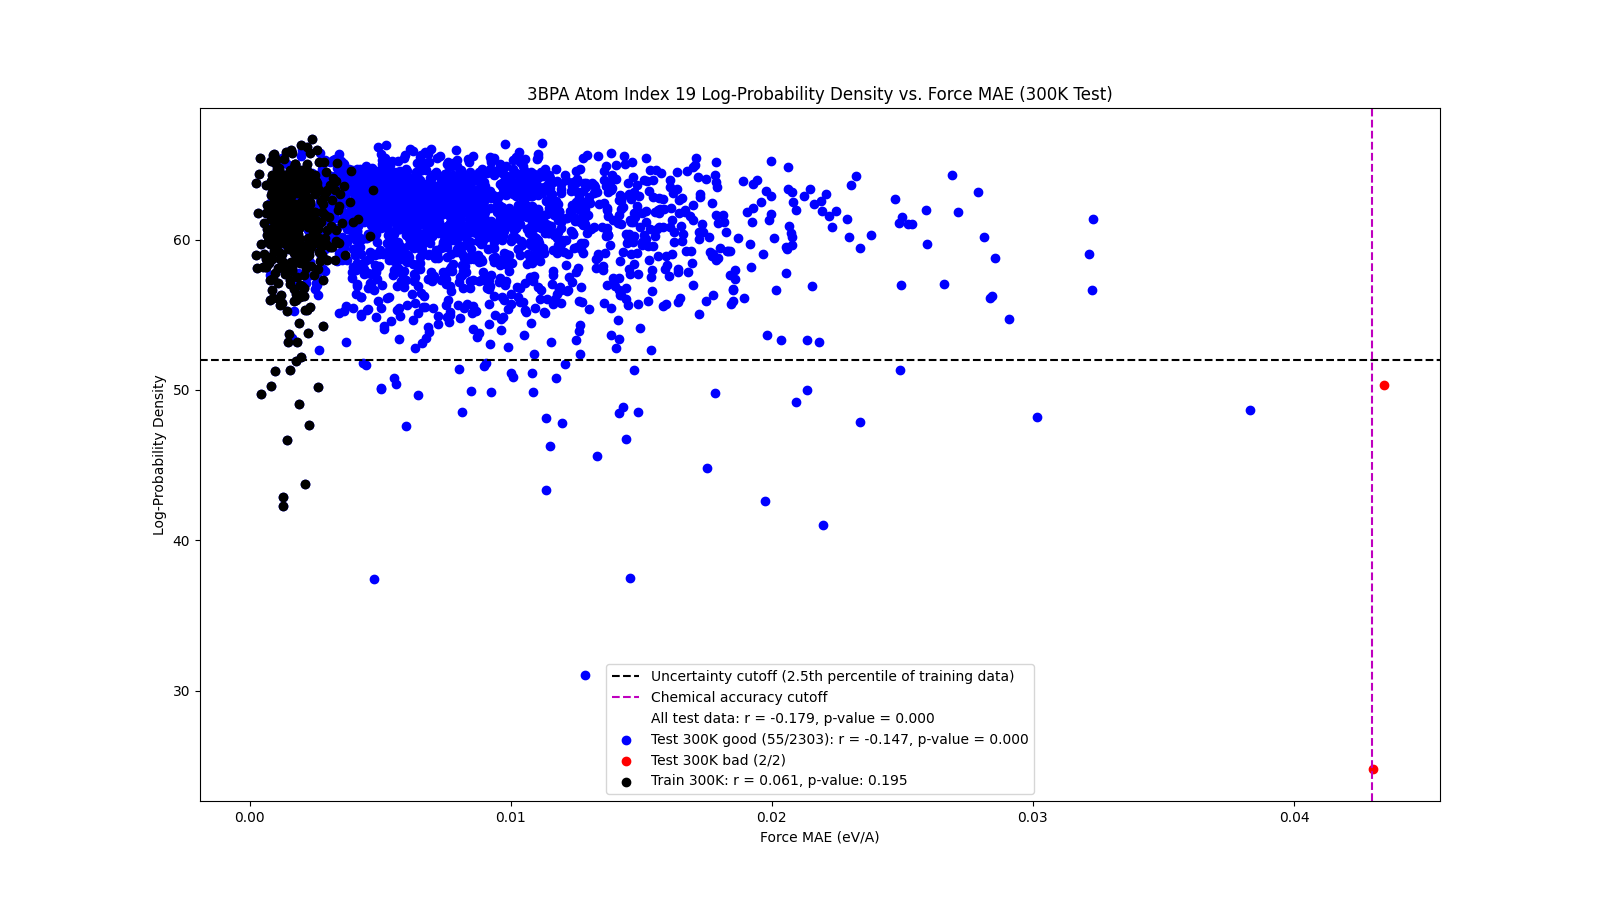 3BPA Atom Index 19 Log-Probability Density vs. Force MAE (300K Test)
Log-Probability Density
60
50
40
30
Uncertainty cutoff (2.5th percentile of training data)
Chemical accuracy cutoff
All test data: r = -0.179, p-value = 0.000
Test 300K good (55/2303): r = -0.147, p-value = 0.000
Test 300K bad (2/2)
Train 300K: r = 0.061, p-value: 0.195
0.00 0.01 0.02 0.03 0.04
Force MAE (eV/A)